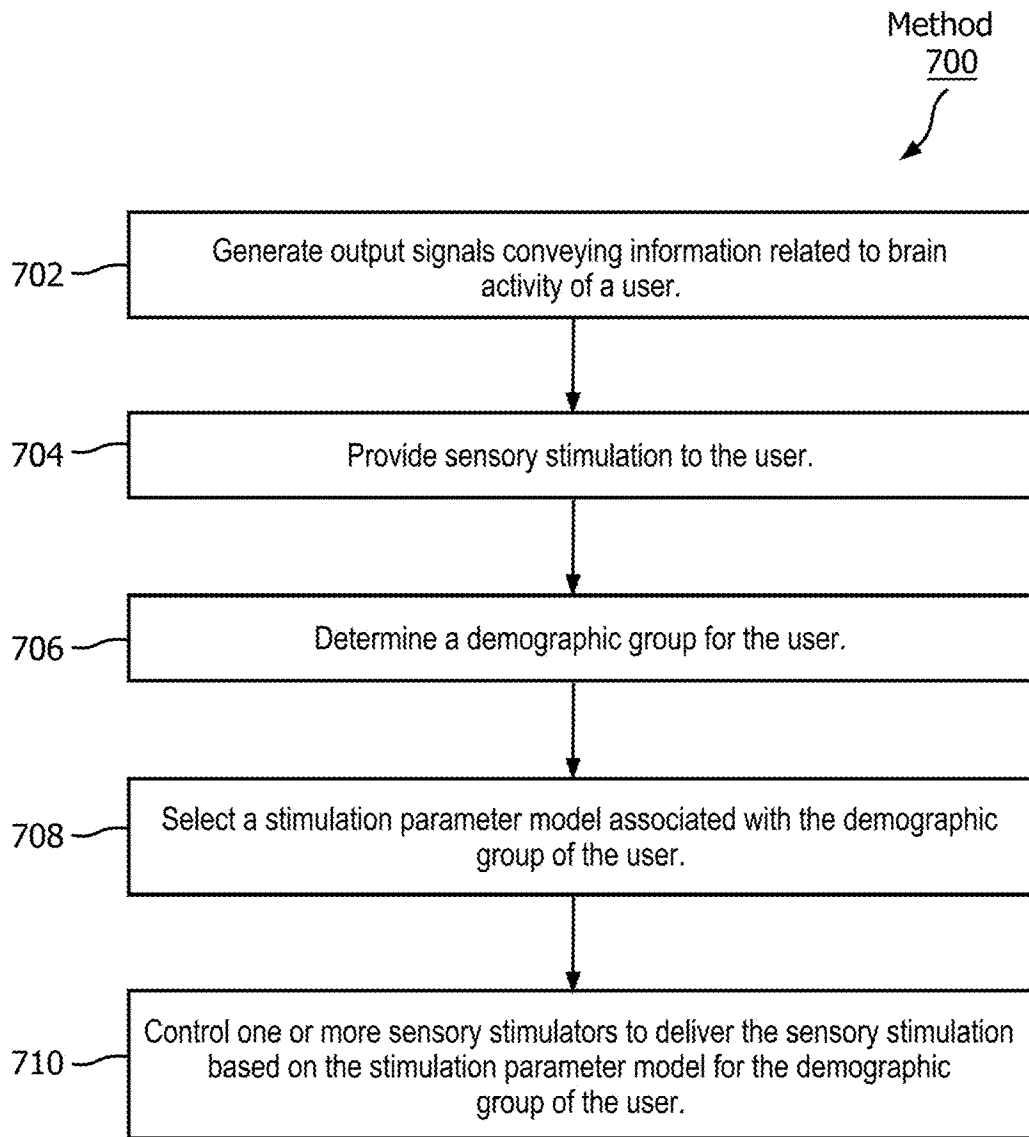 Method
700
702
Generate output signals conveying information related to brain
activity of a user.
704
Provide sensory stimulation to the user.
706
Determine a demographic group for the user.
708
Select a stimulation parameter model associated with the demographic
group of the user.
710
Control one or more sensory stimulators to deliver the sensory stimulation
based on the stimulation parameter model for the demographic
group of the user.